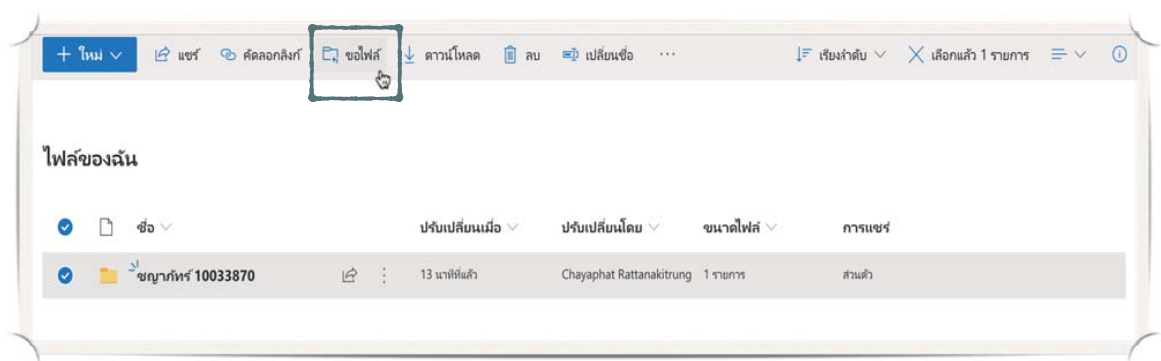 + ใหม่ แชร์ คัดลอกลิงก์ ขอไฟล์ ดาวน์โหลด ลบ เปลี่ยนชื่อ ... เรียงลำดับ เลือกแล้ว 1 รายการ
ไฟล์ของฉัน
ชื่อ ปรับเปลี่ยนเมื่อ ปรับเปลี่ยนโดย ขนาดไฟล์ การแชร์
ชญาภัทร์ 10033870 13 นาทีที่แล้ว Chayaphat Rattanakitrung 1 รายการ ส่วนตัว